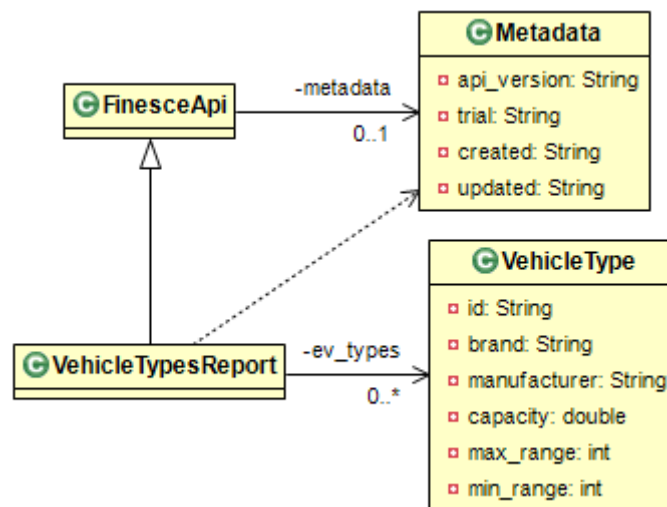 C Metadata
api_version: String
trial: String
created: String
updated: String
C FinesceApi
-metadata
0..1
C VehicleType
id: String
brand: String
manufacturer: String
capacity: double
max_range: int
min_range: int
C VehicleTypesReport
-ev_types
0..*